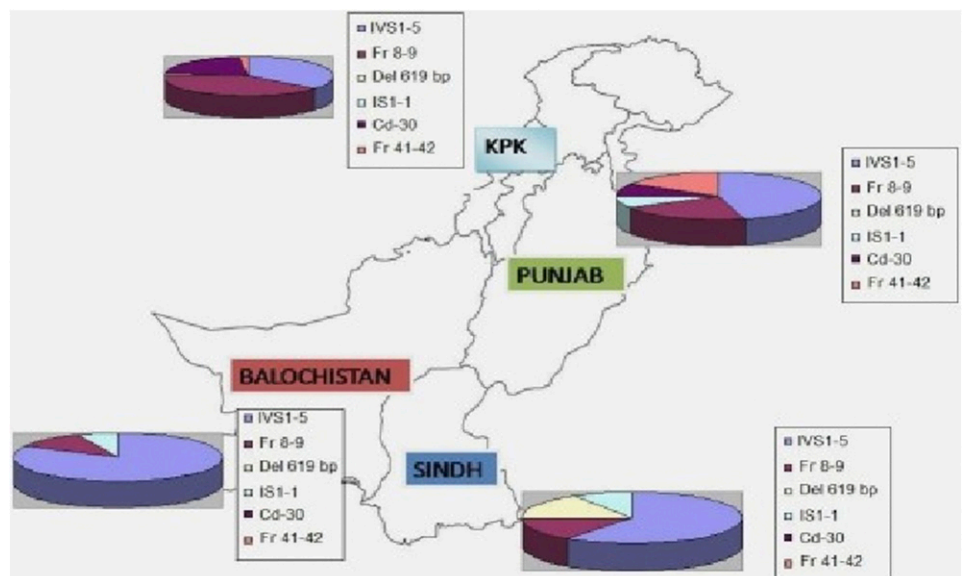 IVS1-5
Fr 8-9
Del 619 bp
IS1-1
Cd-30
Fr 41-42
KPK
IVS1-5
Fr 8-9
Del 619 bp
IS1-1
Cd-30
Fr 41-42
PUNJAB
BALOCHISTAN
IVS1-5
Fr 8-9
Del 619 bp
IS1-1
Cd-30
Fr 41-42
SINDH
IVS1-5
Fr 8-9
Del 619 bp
IS1-1
Cd-30
Fr 41-42